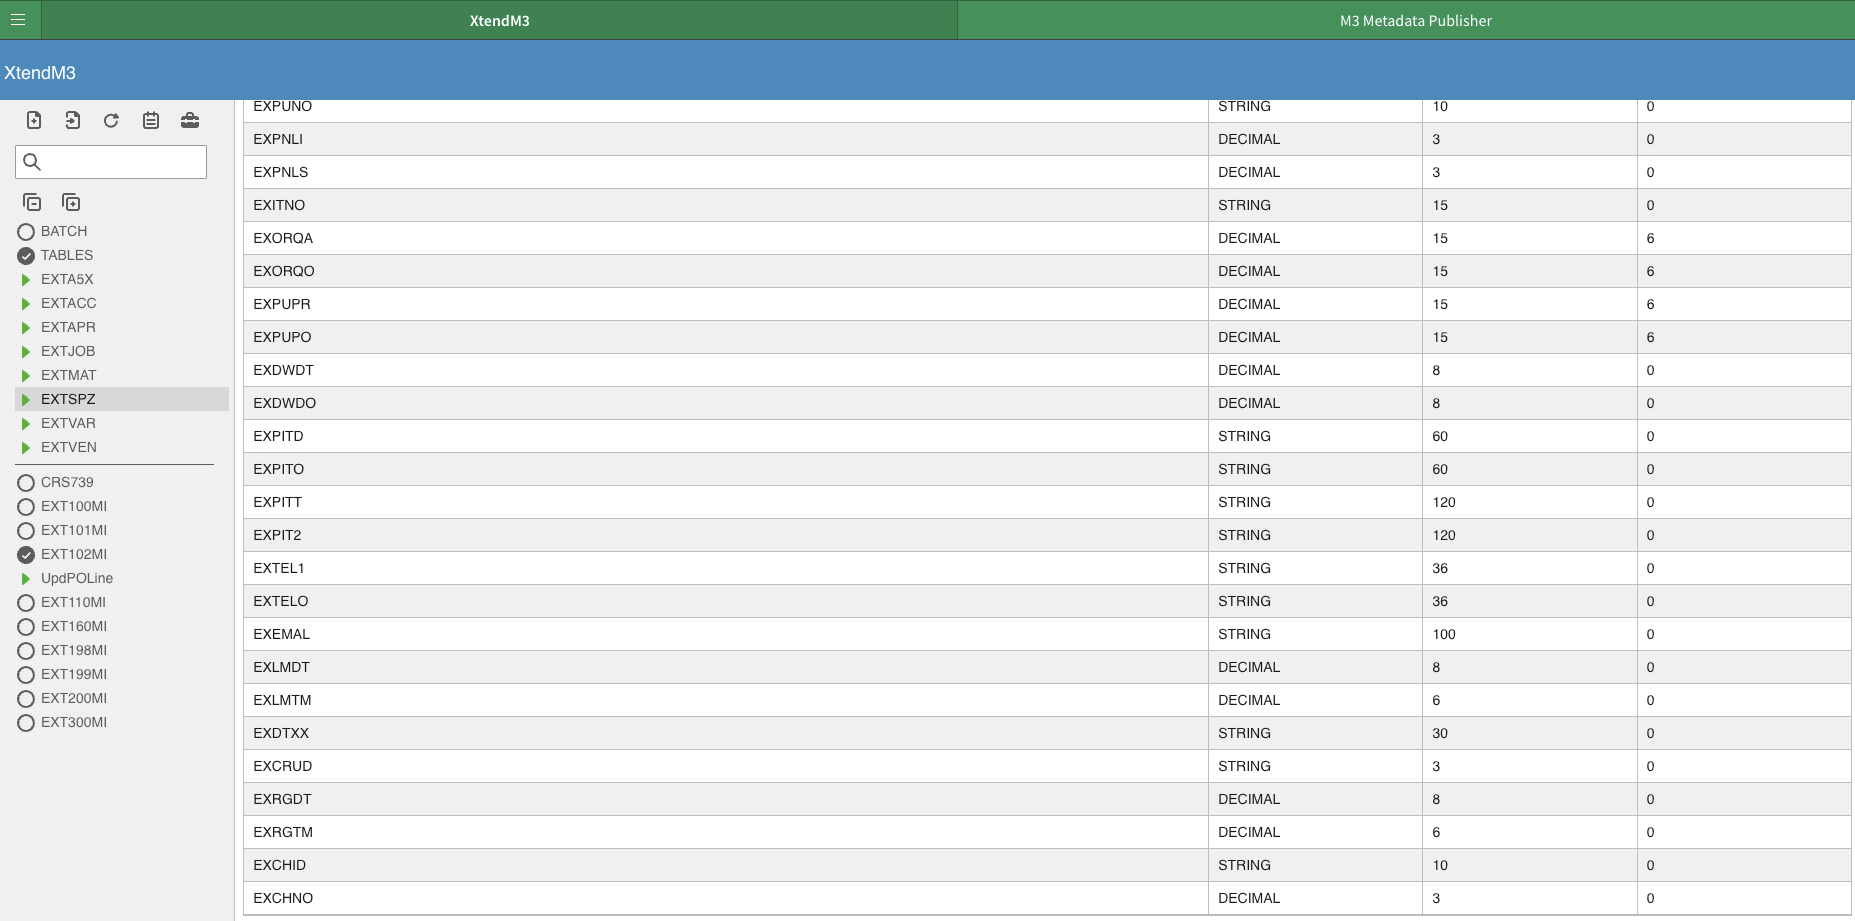 XtendM3
M3 Metadata Publisher
XtendM3
BATCH
TABLES
EXTA5X
EXTACC
EXTAPR
EXTJOB
EXTMAT
EXTSPZ
EXTVAR
EXTVEN
CRS739
EXT100MI
EXT101MI
EXT102MI
UpdPOLine
EXT110MI
EXT160MI
EXT198MI
EXT199MI
EXT200MI
EXT300MI
EXPUNO STRING 10 0
EXPNLI DECIMAL 3 0
EXPNLS DECIMAL 3 0
EXITNO STRING 15 0
EXORQA DECIMAL 15 6
EXORQO DECIMAL 15 6
EXPUPR DECIMAL 15 6
EXPUPO DECIMAL 15 6
EXDWDT DECIMAL 8 0
EXDWDO DECIMAL 8 0
EXPITD STRING 60 0
EXPITO STRING 60 0
EXPITT STRING 120 0
EXPIT2 STRING 120 0
EXTEL1 STRING 36 0
EXTELO STRING 36 0
EXEMAL STRING 100 0
EXLMDT DECIMAL 8 0
EXLMTM DECIMAL 6 0
EXDTXX STRING 30 0
EXCRUD STRING 3 0
EXRGDT DECIMAL 8 0
EXRGTM DECIMAL 6 0
EXCHID STRING 10 0
EXCHNO DECIMAL 3 0